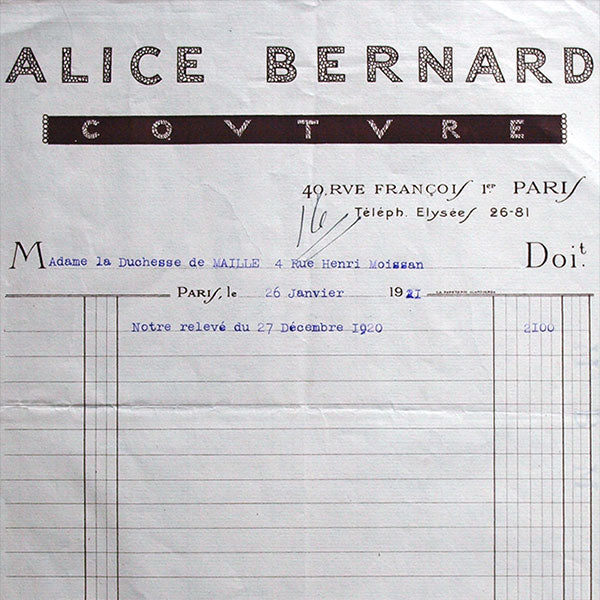 ALICE BERNARD
COVTVRE
40, RVE FRANÇOIS 1er PARIS
Téléph. Elysées 26-81
Madame la Duchesse de MAILLE 4 Rue Henri Moissan Doit.
PARIS, le 26 Janvier 1921
Notre relevé du 27 Décembre 1920 2100